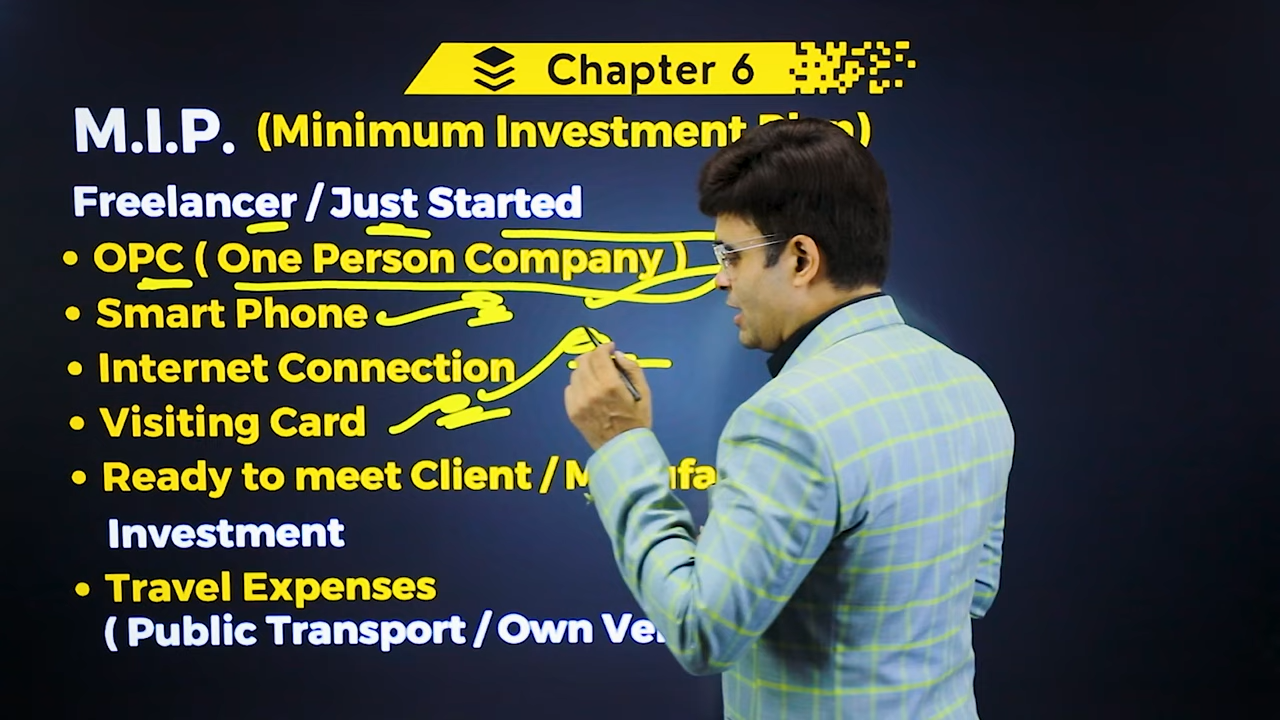 Chapter 6
M.I.P. (Minimum Investment Plan)
Freelancer / Just Started
• OPC ( One Person Company )
• Smart Phone
• Internet Connection
• Visiting Card
• Ready to meet Client /
Investment
• Travel Expenses
( Public Transport / Own